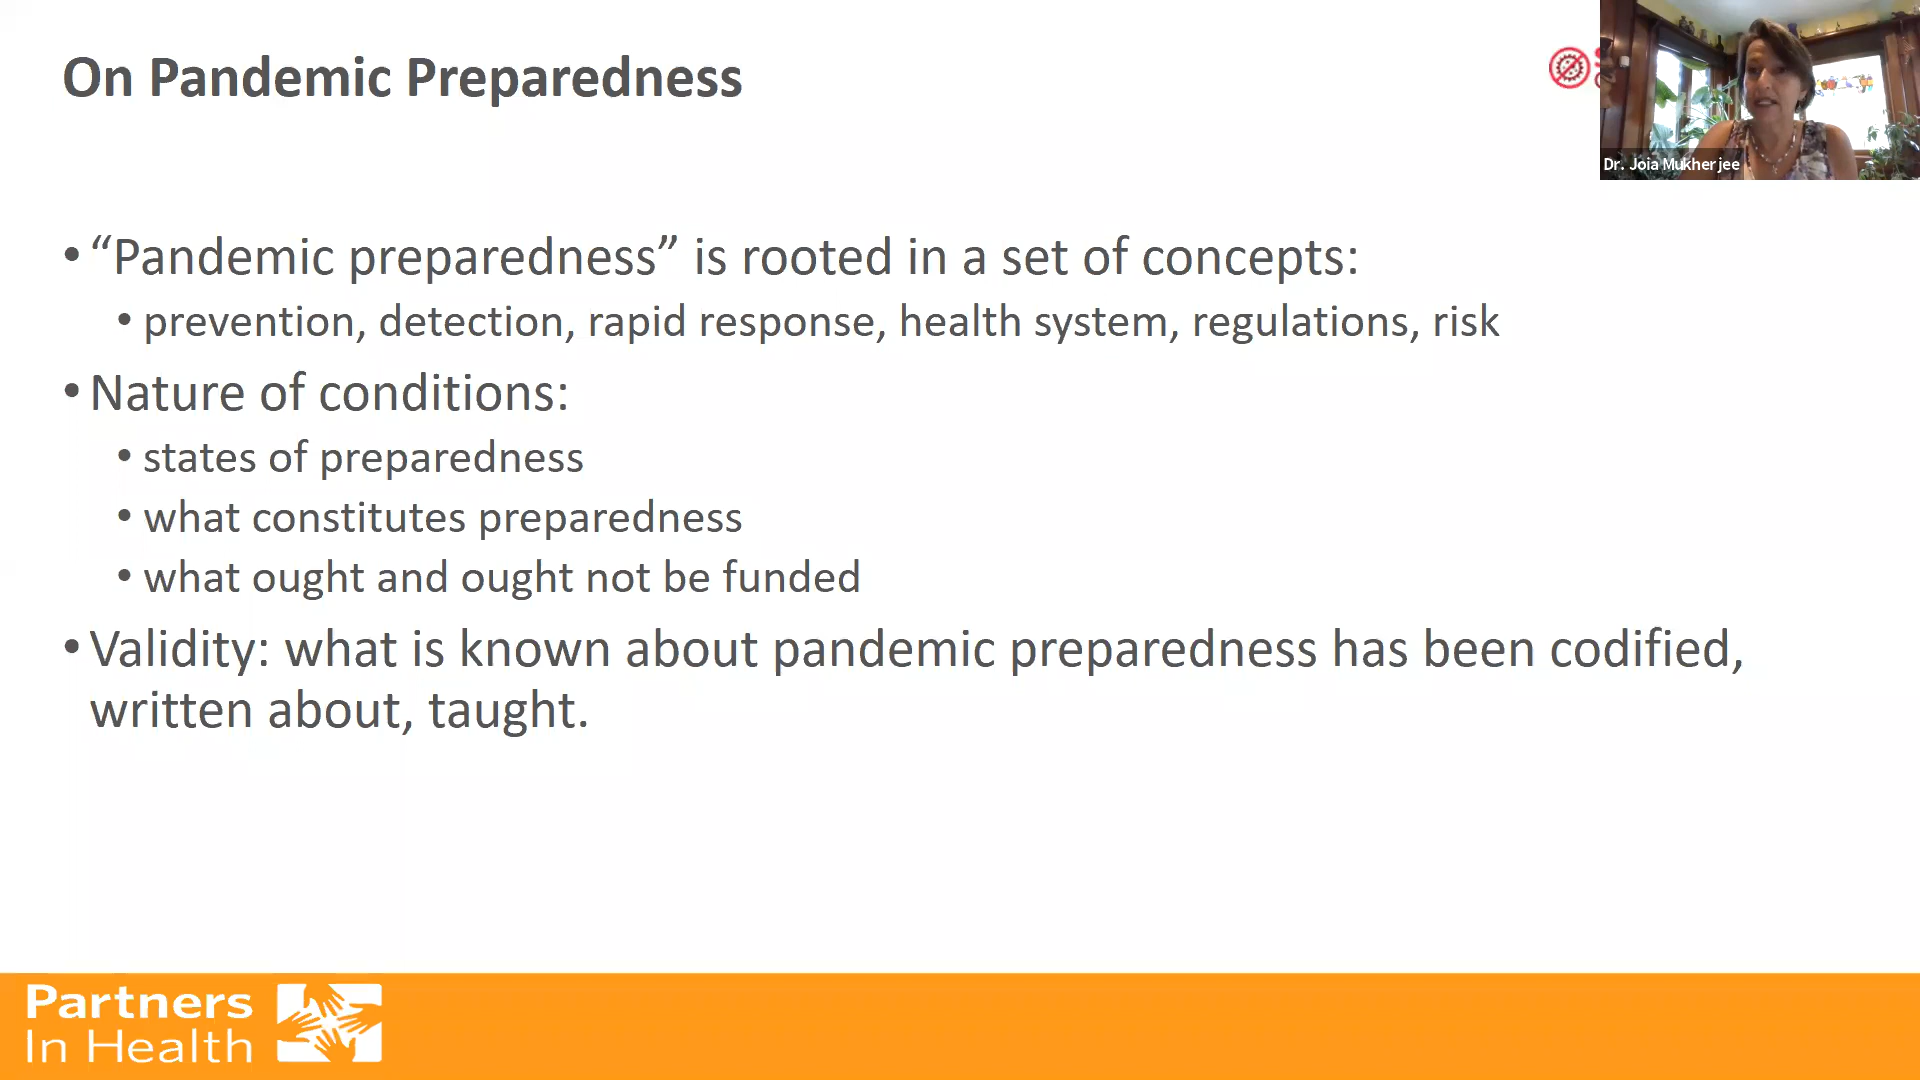 On Pandemic Preparedness
Dr. Joia Mukherjee
• “Pandemic preparedness” is rooted in a set of concepts:
• prevention, detection, rapid response, health system, regulations, risk
• Nature of conditions:
• states of preparedness
• what constitutes preparedness
• what ought and ought not be funded
• Validity: what is known about pandemic preparedness has been codified,
written about, taught.
Partners
In Health